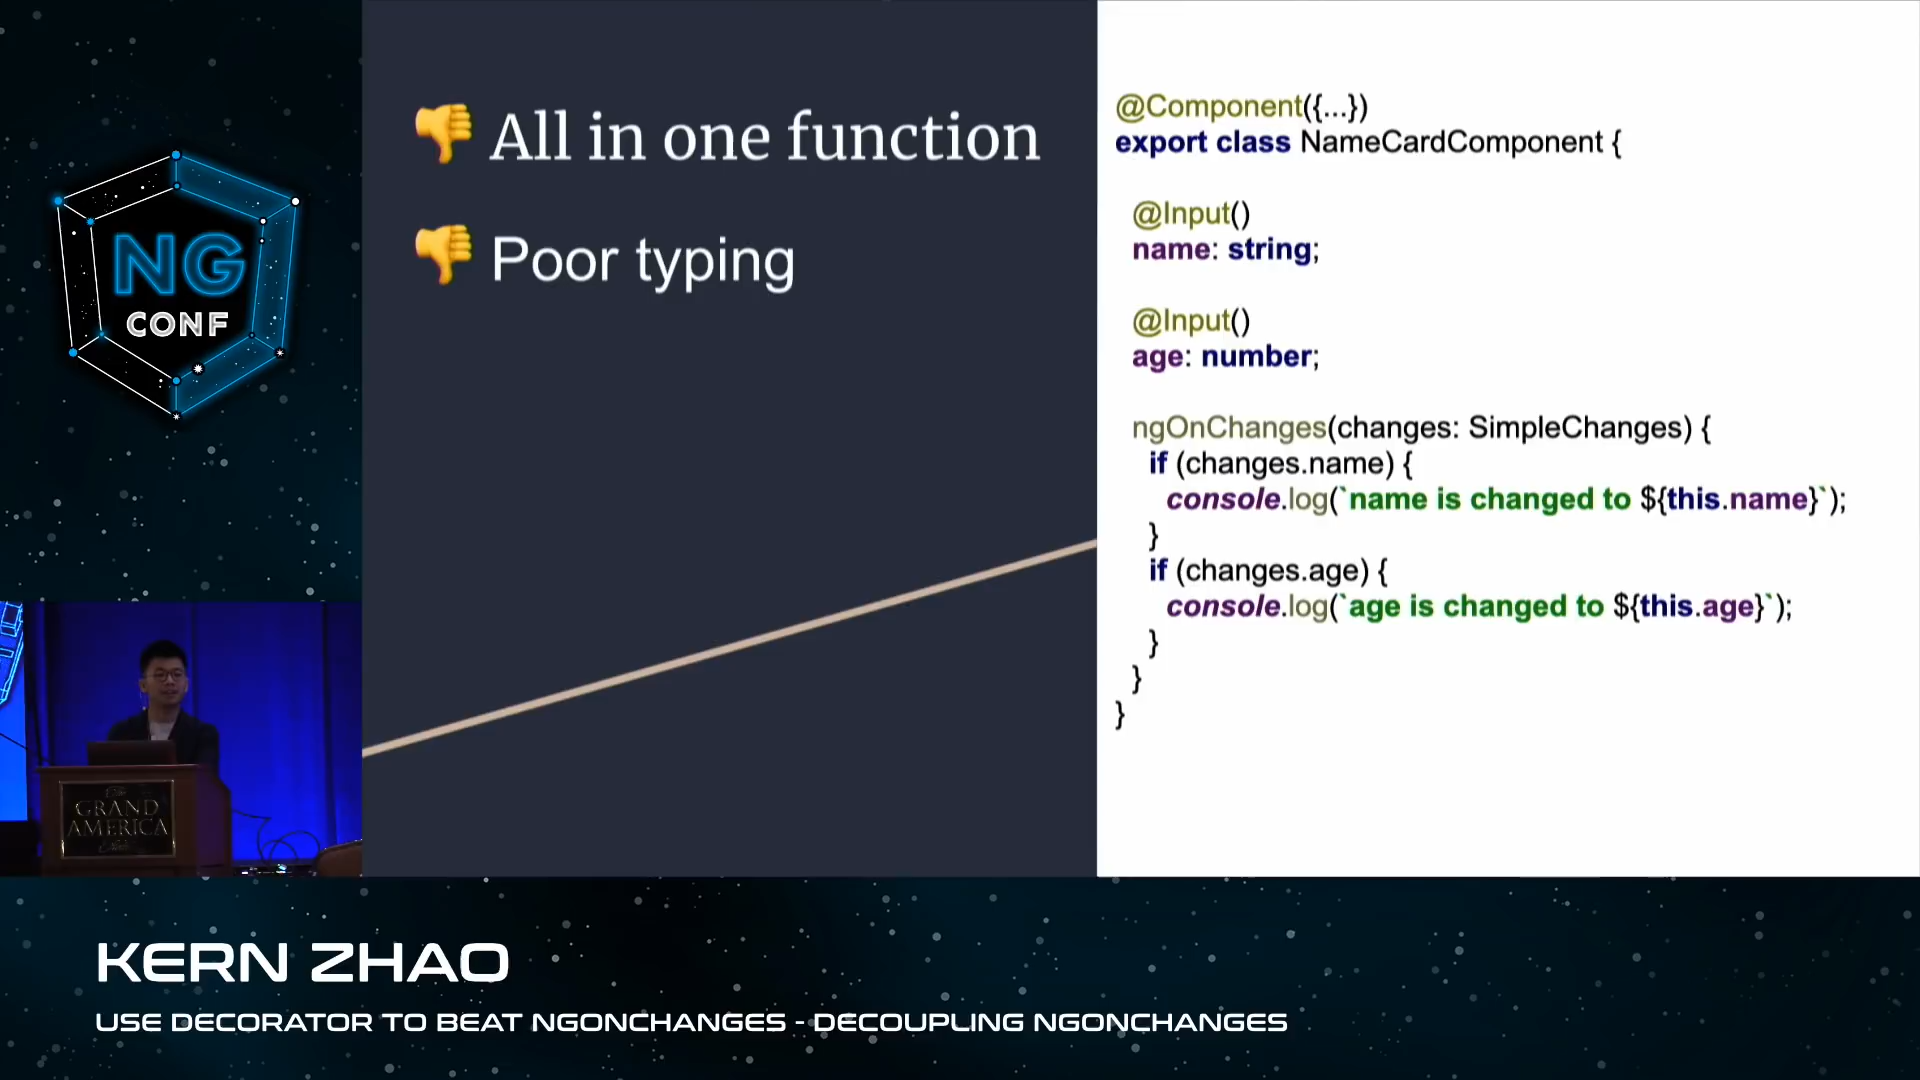 NG
CONF
👎 All in one function
👎 Poor typing
@Component({...})
export class NameCardComponent {
@Input()
name: string;
@Input()
age: number;
ngOnChanges(changes: SimpleChanges) {
if (changes.name) {
console.log(`name is changed to ${this.name}`);
}
if (changes.age) {
console.log(`age is changed to ${this.age}`);
}
}
}
GRAND
AMERICA
KERN ZHAO
USE DECORATOR TO BEAT NGONCHANGES - DECOUPLING NGONCHANGES